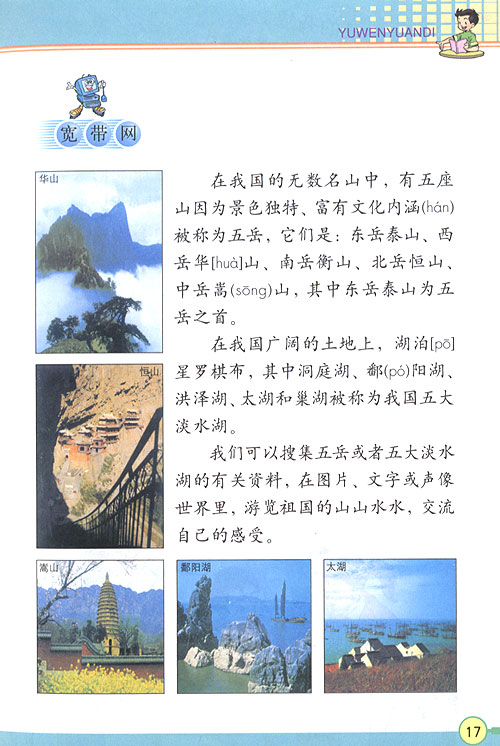 YUWENYUANDI
宽带网
华山
在我国的无数名山中，有五座
山因为景色独特、富有文化内涵(hán)
被称为五岳，它们是：东岳泰山、西
岳华[huà]山、南岳衡山、北岳恒山、
中岳嵩(sōng)山，其中东岳泰山为五
岳之首。
在我国广阔的土地上，湖泊[pō]
星罗棋布，其中洞庭湖、鄱(pó)阳湖、
洪泽湖、太湖和巢湖被称为我国五大
淡水湖。
恒山
我们可以搜集五岳或者五大淡水
湖的有关资料，在图片、文字或声像
世界里，游览祖国的山山水水，交流
自己的感受。
嵩山
鄱阳湖
太湖
17